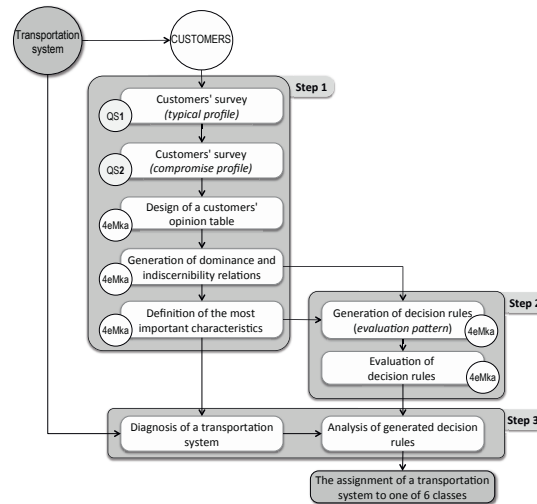 Transportation
system
CUSTOMERS
Step 1
Customers' survey
(typical profile)
QS1
Customers' survey
(compromise profile)
QS2
Design of a customers'
opinion table
4eMka
Generation of dominance and
indiscernibility relations
4eMka
Definition of the most
important characteristics
4eMka
Step 2
Generation of decision rules
(evaluation pattern)
4eMka
Evaluation of
decision rules
4eMka
Step 3
Diagnosis of a transportation
system
Analysis of generated decision
rules
The assignment of a transportation
system to one of 6 classes